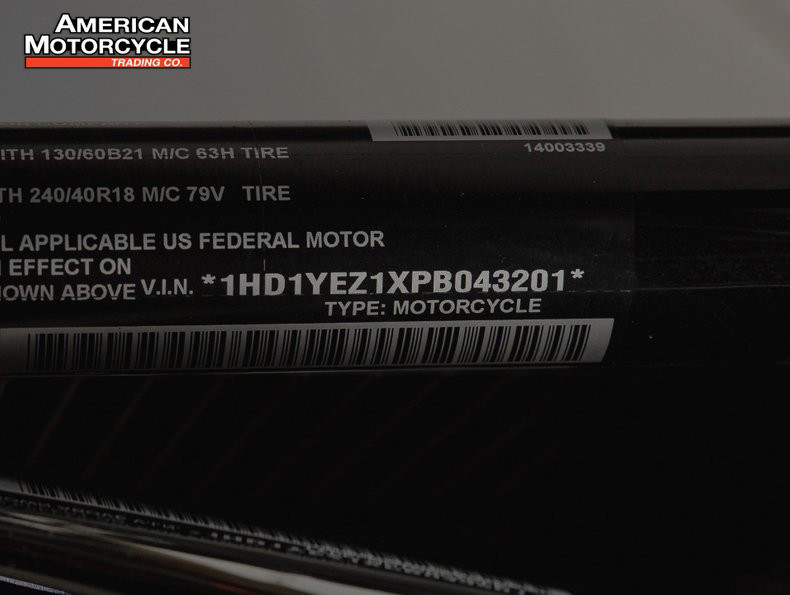 AMERICAN
MOTORCYCLE
TRADING CO.
ITH 130/60B21 M/C 63H TIRE
14003339
TH 240/40R18 M/C 79V TIRE
L APPLICABLE US FEDERAL MOTOR
EFFECT ON
OWN ABOVE V.I.N. *1HD1YEZ1XPB043201*
TYPE: MOTORCYCLE